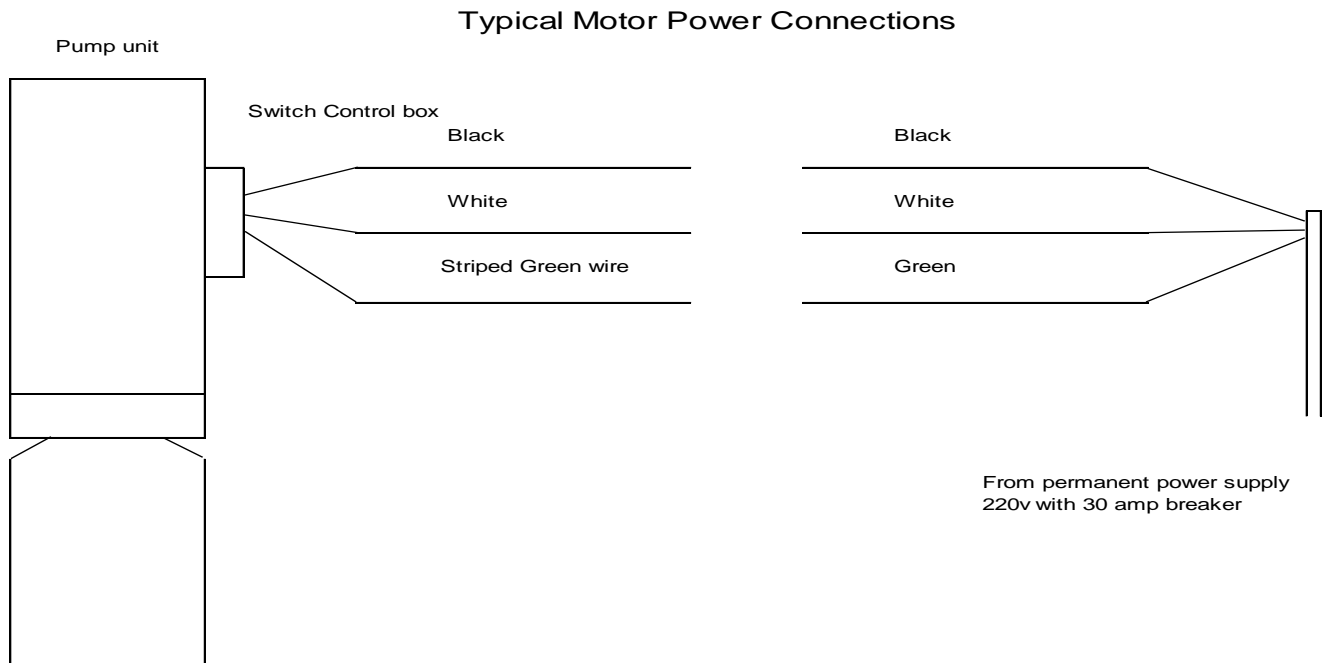 Typical Motor Power Connections
Pump unit
Switch Control box
Black
Black
White
White
Striped Green wire
Green
From permanent power supply
220v with 30 amp breaker